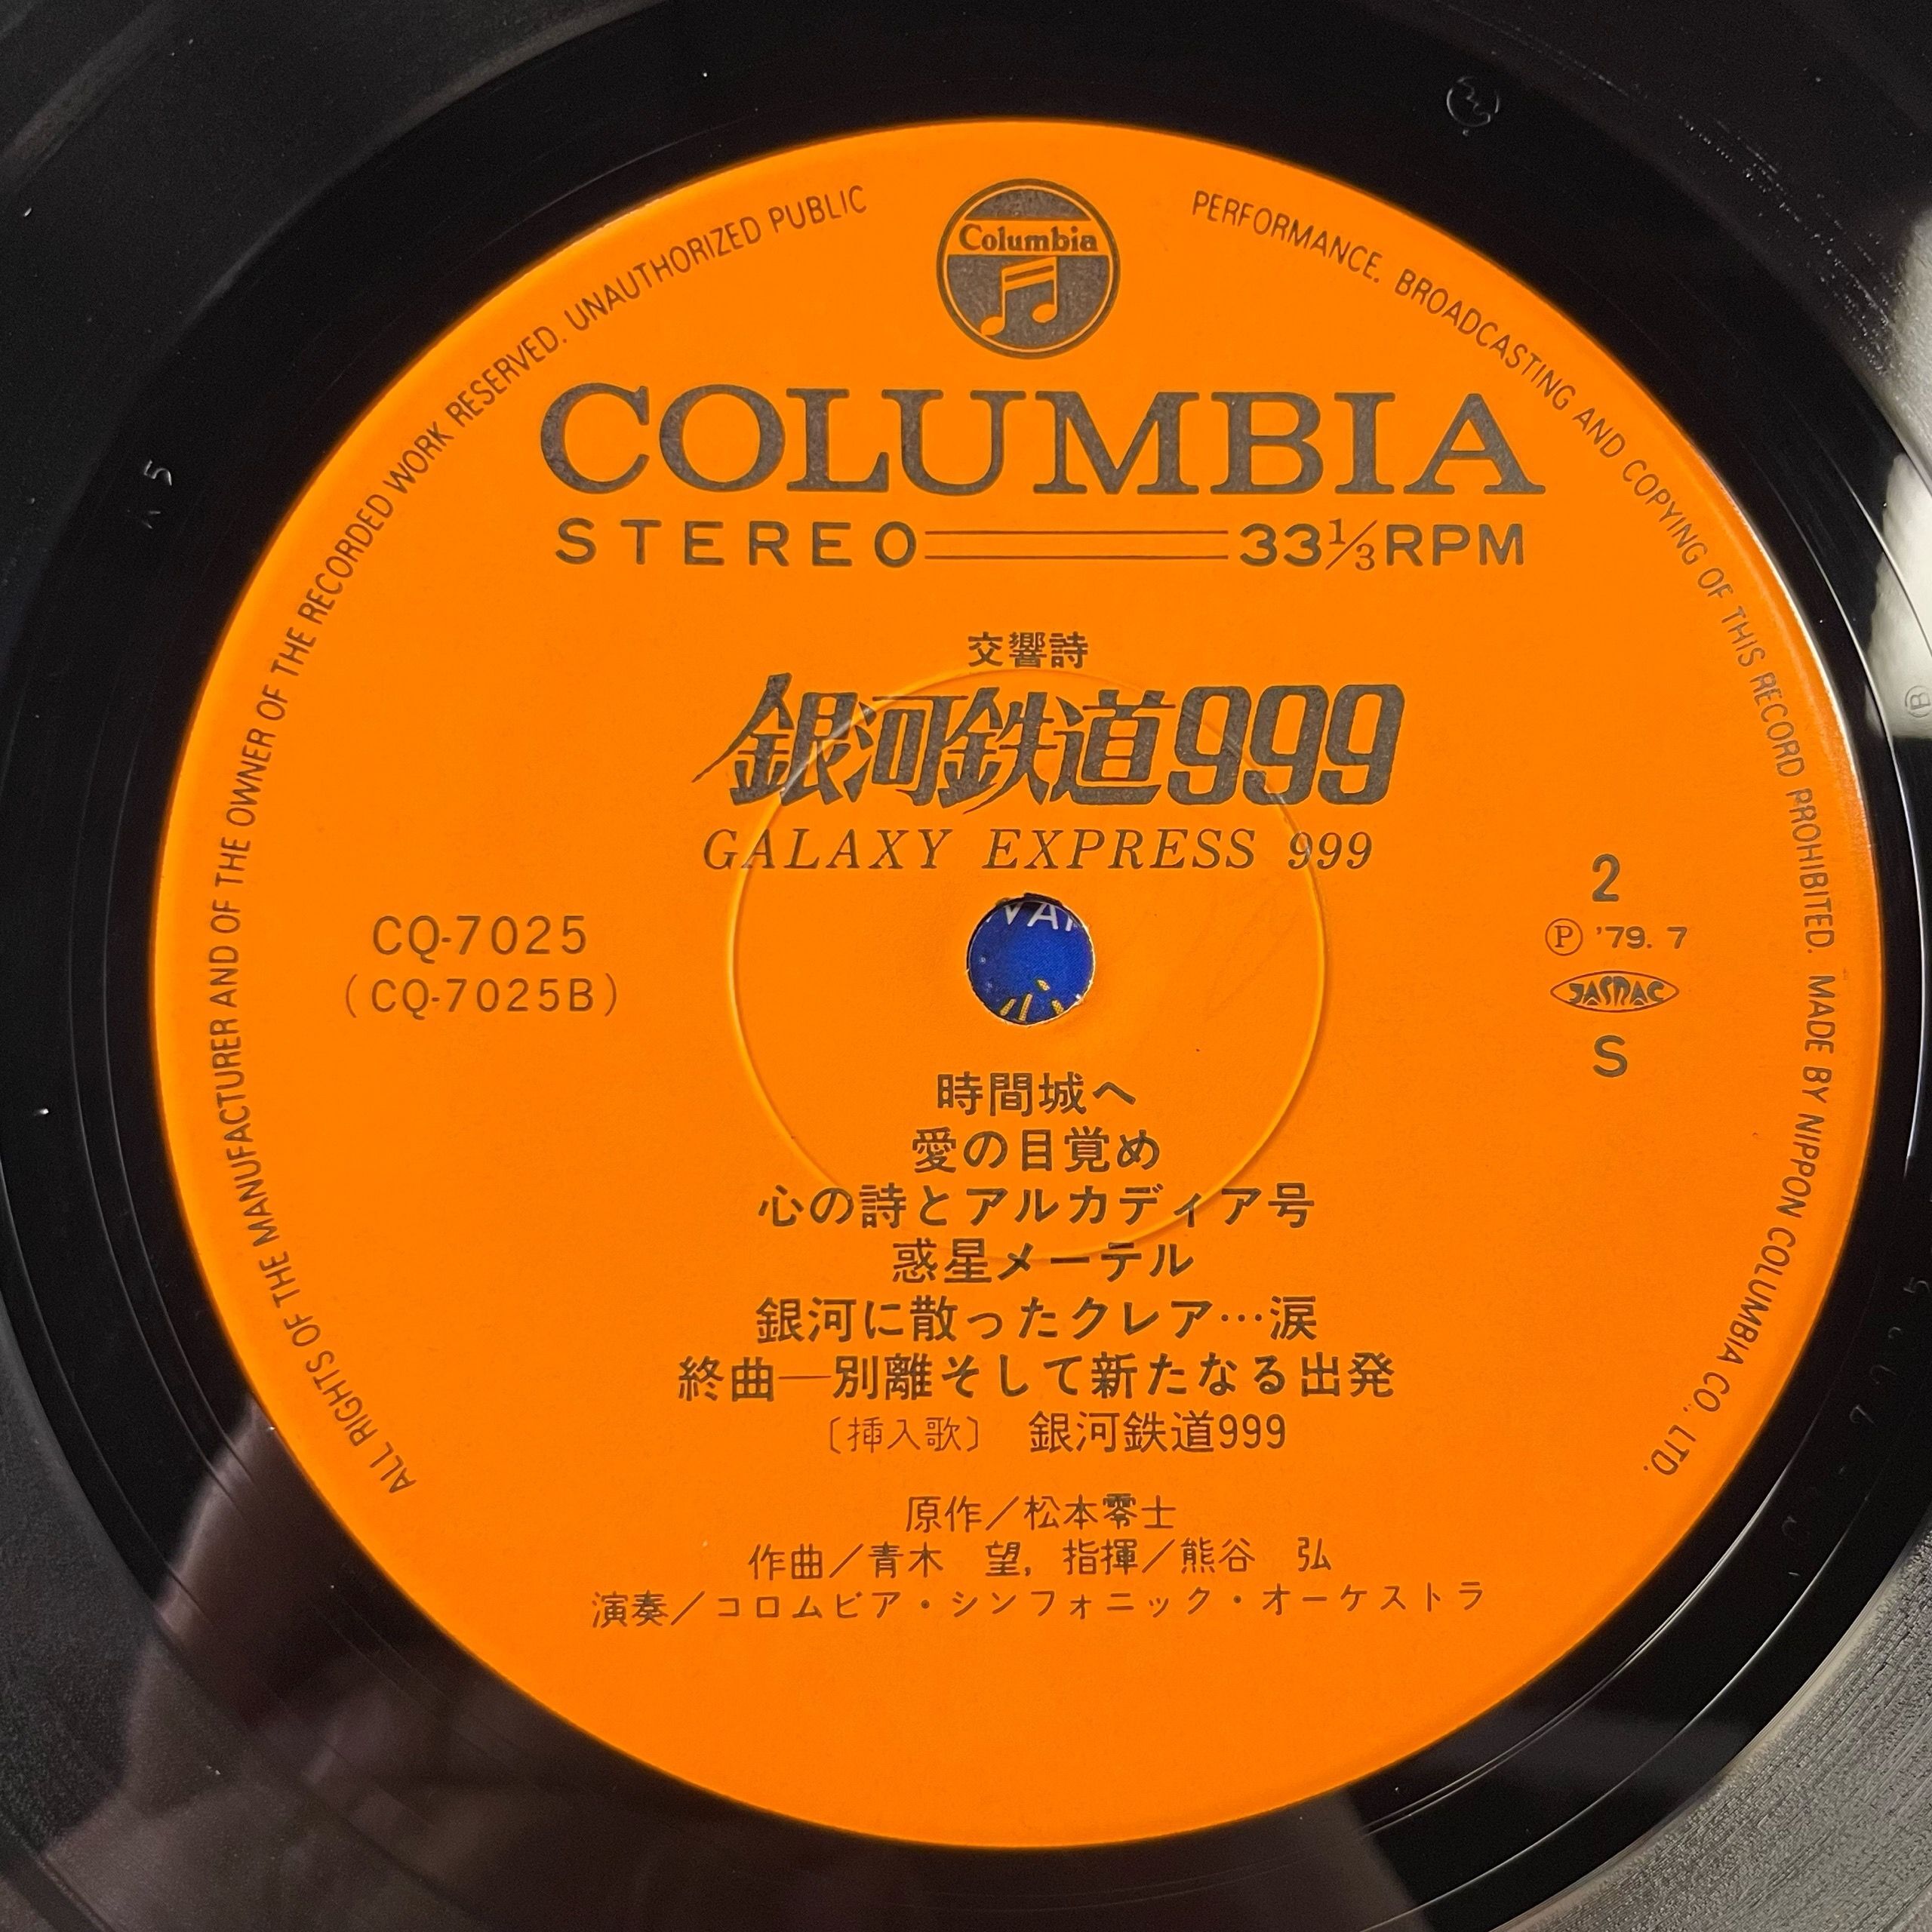 Columbia
ALL RIGHTS OF THE MANUFACTURER AND OF THE OWNER OF THE RECORDED WORK RESERVED. UNAUTHORIZED PUBLIC PERFORMANCE. BROADCASTING AND COPYING OF THIS RECORD PROHIBITED. MADE BY NIPPON COLUMBIA CO., LTD.
COLUMBIA
STEREO 33⅓RPM
交響詩
銀河鉄道999
GALAXY EXPRESS 999
CQ-7025
(CQ-7025B)
2
Ⓟ '79. 7
JASRAC
S
時間城へ
愛の目覚め
心の詩とアルカディア号
惑星メーテル
銀河に散ったクレア…涙
終曲—別離そして新たなる出発
〔挿入歌〕 銀河鉄道999
原作／松本零士
作曲／青木 望, 指揮／熊谷 弘
演奏／コロムビア・シンフォニック・オーケストラ